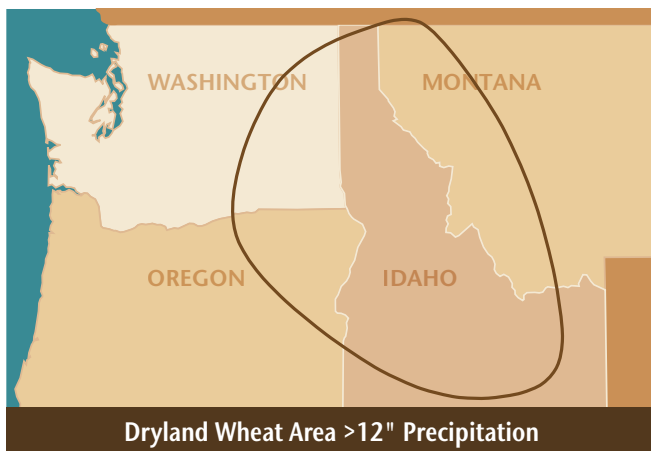 WASHINGTON
MONTANA
OREGON
IDAHO
Dryland Wheat Area >12" Precipitation